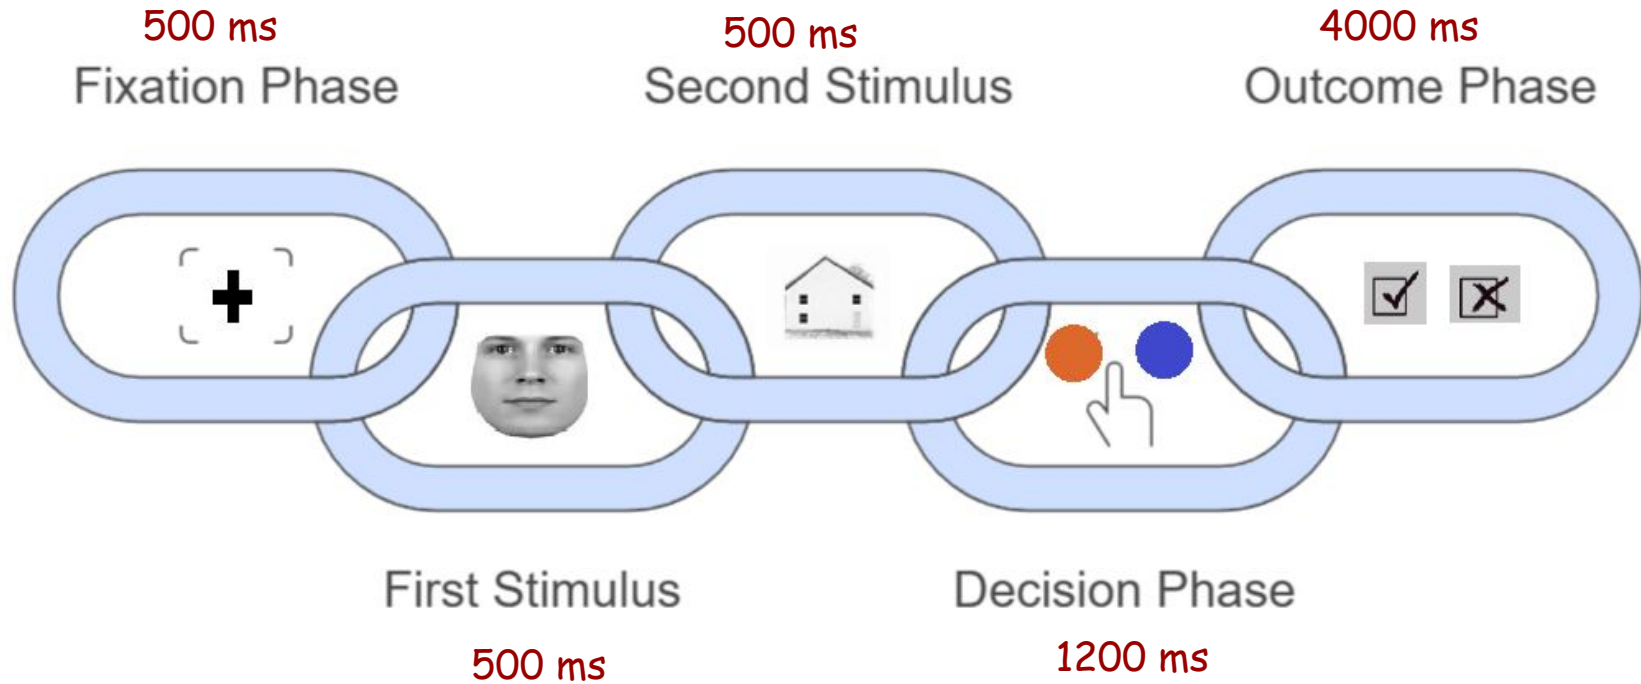 500 ms
Fixation Phase
500 ms
Second Stimulus
4000 ms
Outcome Phase
First Stimulus
500 ms
Decision Phase
1200 ms